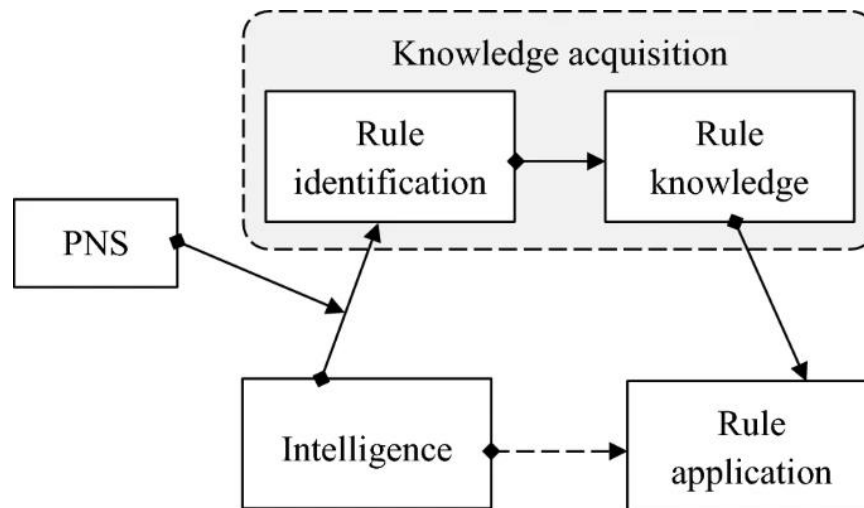 Knowledge acquisition
Rule
identification
Rule
knowledge
PNS
Intelligence
Rule
application